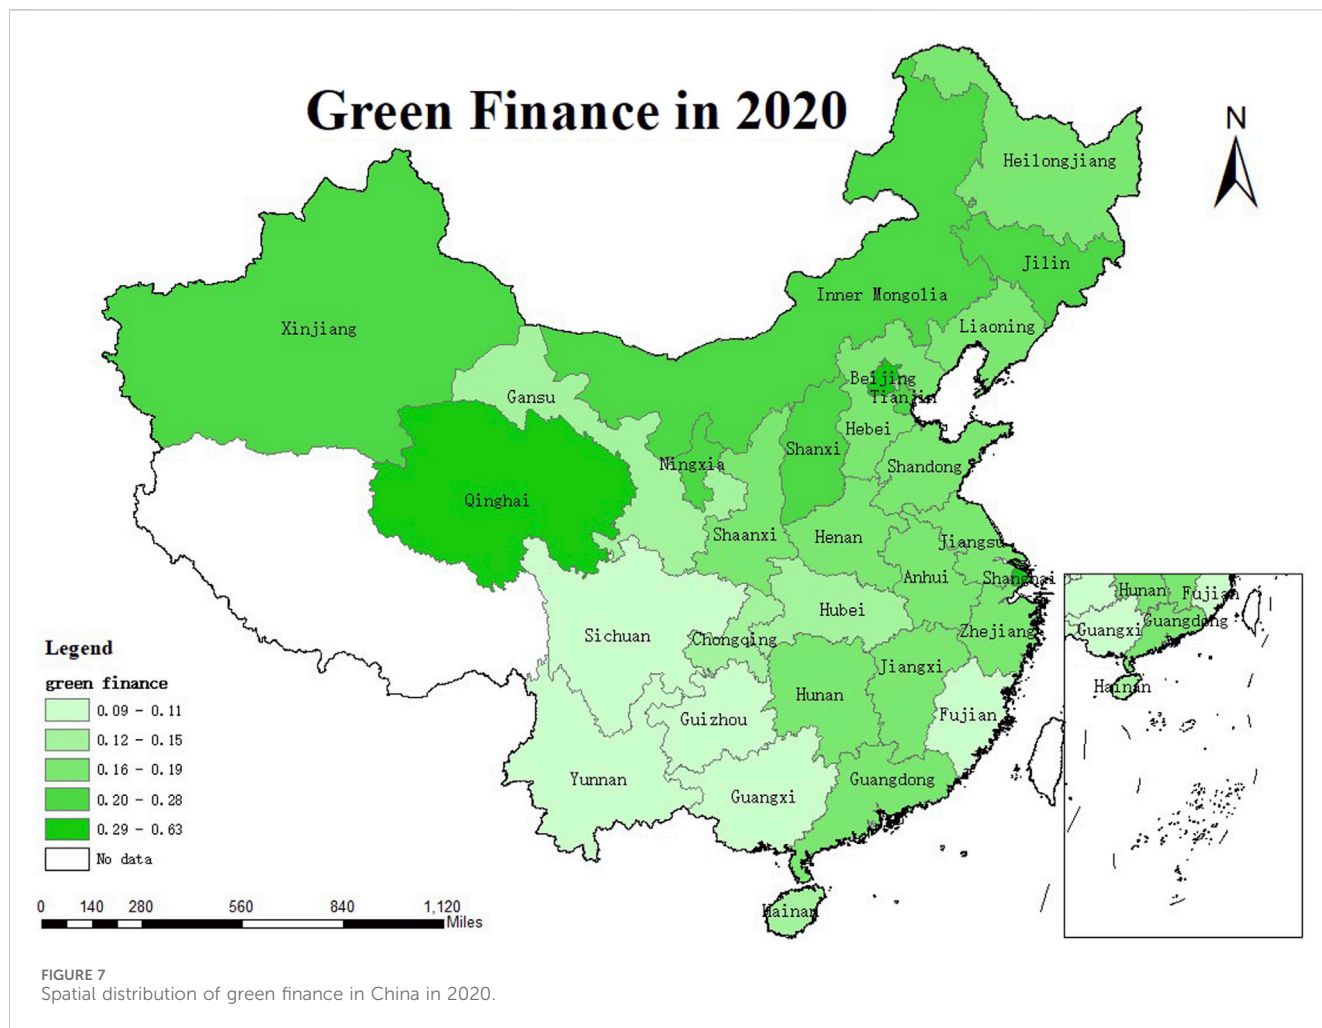 Green Finance in 2020
N
Heilongjiang
Jilin
Inner Mongolia
Liaoning
Xinjiang
Beijing
Tianjin
Gansu
Hebei
Shanxi
Ningxia
Shandong
Qinghai
Shaanxi
Henan
Jiangsu
Anhui
Shanghai
Hubei
Sichuan
Chongqing
Zhejiang
Jiangxi
Hunan
Guizhou
Fujian
Yunnan
Guangxi
Guangdong
Hainan
Hunan
Fujian
Guangxi
Guangdong
Hainan
Legend
green finance
0.09 - 0.11
0.12 - 0.15
0.16 - 0.19
0.20 - 0.28
0.29 - 0.63
No data
0 140 280 560 840 1,120
Miles
FIGURE 7
Spatial distribution of green finance in China in 2020.